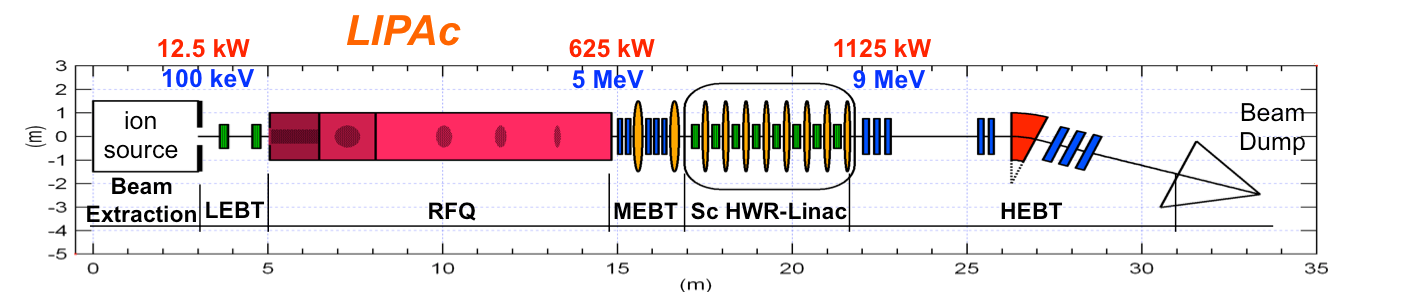 LIPAc
12.5 kW
625 kW
1125 kW
100 keV
5 MeV
9 MeV
3
2
1
0
-1
-2
-3
-4
-5
(m)
ion
source
Beam
Dump
Beam
Extraction
LEBT
RFQ
MEBT
Sc HWR-Linac
HEBT
0
5
10
15
20
25
30
35
(m)